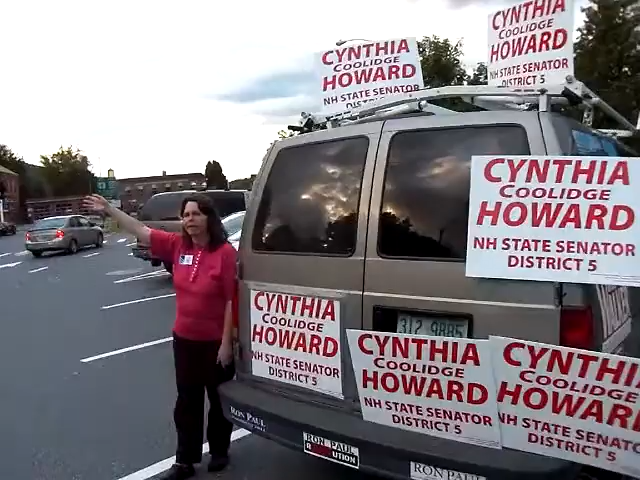 CYNTHIA
COOLIDGE
HOWARD
NH STATE SENATOR
DISTRICT 5
CYNTHIA
COOLIDGE
HOWARD
NH STATE SENATOR
DISTRICT 5
CYNTHIA
COOLIDGE
HOWARD
NH STATE SENATOR
DISTRICT 5
CYNTHIA
COOLIDGE
HOWARD
NH STATE SENATOR
DISTRICT 5
312 9885
CYNTHIA
COOLIDGE
HOWARD
NH STATE SENATOR
DISTRICT 5
CYNTHIA
COOLIDGE
HOWARD
NH STATE SENATOR
DISTRICT 5
RON PAUL
RON PAUL
RON PAUL